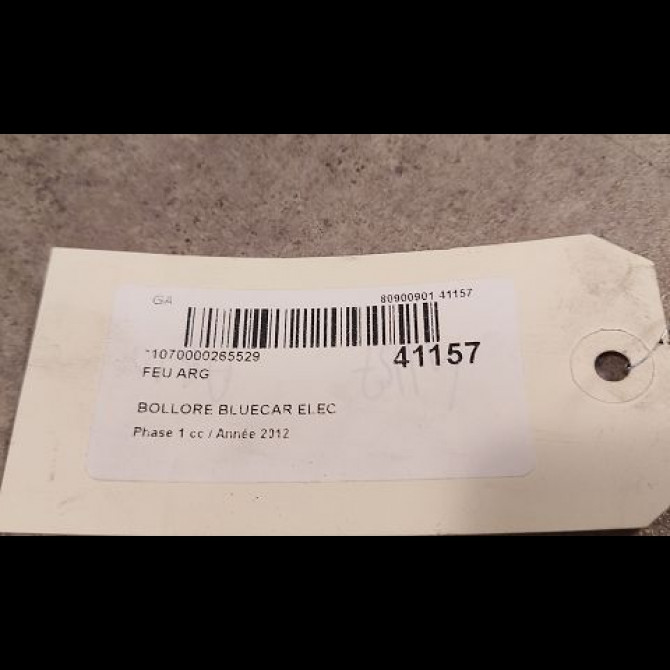 GA 80900901 41157
11070000265529 41157
FEU ARG
BOLLORE BLUECAR ELEC
Phase 1 cc / Année 2012